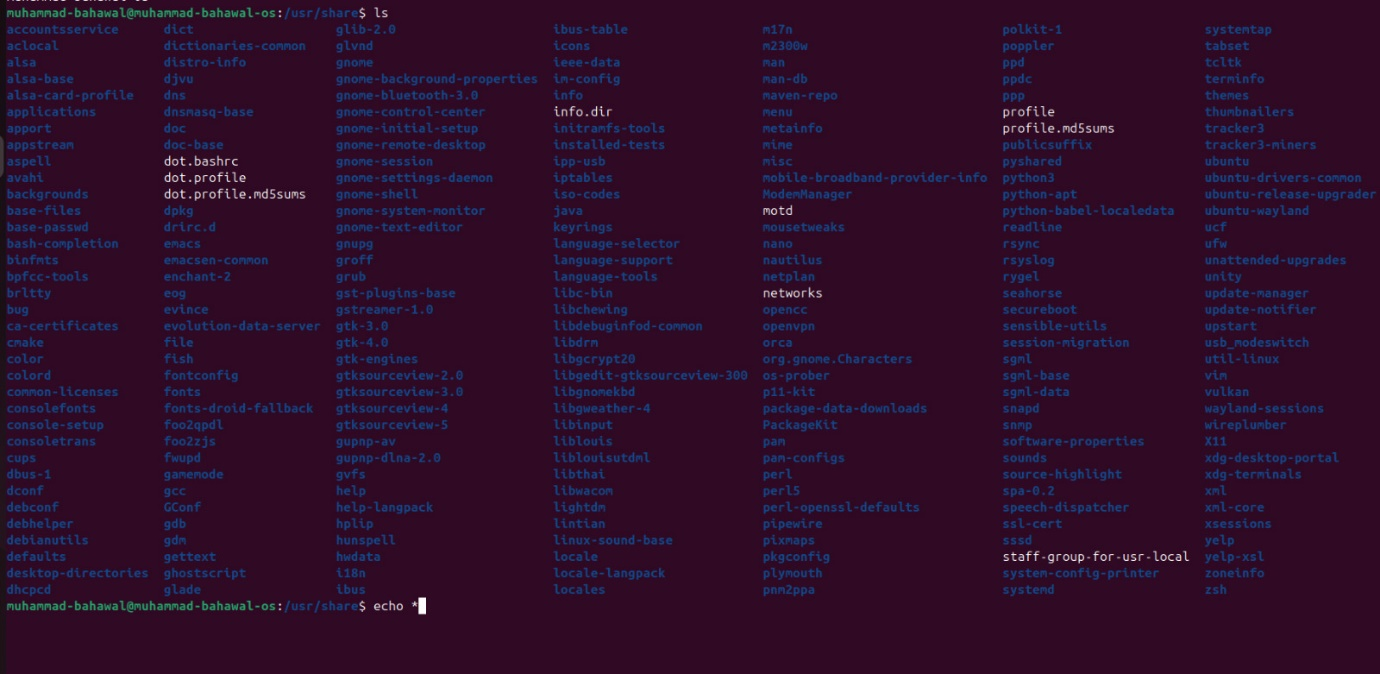 muhammad-bahawal@muhammad-bahawal-os:/usr/share$ ls
accountsservice dict glib-2.0 ibus-table m17n polkit-1 systemtap
aclocal dictionaries-common glvnd icons m2300w poppler tabset
alsa distro-info gnome ieee-data man ppd tcltk
alsa-base djvu gnome-background-properties im-config man-db ppdc terminfo
alsa-card-profile dns gnome-bluetooth-3.0 info maven-repo ppp themes
applications dnsmasq-base gnome-control-center info.dir menu profile thumbnailers
apport doc gnome-initial-setup initramfs-tools metainfo profile.md5sums tracker3
appstream doc-base gnome-remote-desktop installed-tests mime publicsuffix tracker3-miners
aspell dot.bashrc gnome-session ipp-usb misc pyshared ubuntu
avahi dot.profile gnome-settings-daemon iptables mobile-broadband-provider-info python3 ubuntu-drivers-common
backgrounds dot.profile.md5sums gnome-shell iso-codes ModemManager python-apt ubuntu-release-upgrader
base-files dpkg gnome-system-monitor java motd python-babel-localedata ubuntu-wayland
base-passwd drirc.d gnome-text-editor keyrings mousetweaks readline ucf
bash-completion emacs gnupg language-selector nano rsync ufw
binfmts emacsen-common groff language-support nautilus rsyslog unattended-upgrades
bpfcc-tools enchant-2 grub language-tools netplan rygel unity
brltty eog gst-plugins-base libc-bin networks seahorse update-manager
bug evince gstreamer-1.0 libchewing opencc secureboot update-notifier
ca-certificates evolution-data-server gtk-3.0 libdebuginfod-common openvpn sensible-utils upstart
cmake file gtk-4.0 libdrm orca session-migration usb_modeswitch
color fish gtk-engines libgcrypt20 org.gnome.Characters sgml util-linux
colord fontconfig gtksourceview-2.0 libgedit-gtksourceview-300 os-prober sgml-base vim
common-licenses fonts gtksourceview-3.0 libgnomekbd p11-kit sgml-data vulkan
consolefonts fonts-droid-fallback gtksourceview-4 libgweather-4 package-data-downloads snapd wayland-sessions
console-setup foo2qpdl gtksourceview-5 libinput PackageKit snmp wireplumber
consoletrans foo2zjs gupnp-av liblouis pam software-properties X11
cups fwupd gupnp-dlna-2.0 liblouisutdml pam-configs sounds xdg-desktop-portal
dbus-1 gamemode gvfs libthai perl source-highlight xdg-terminals
dconf gcc help libwacom perl5 spa-0.2 xml
debconf GConf help-langpack lightdm perl-openssl-defaults speech-dispatcher xml-core
debhelper gdb hplip lintian pipewire ssl-cert xsessions
debianutils gdm hunspell linux-sound-base pixmaps sssd yelp
defaults gettext hwdata locale pkgconfig staff-group-for-usr-local yelp-xsl
desktop-directories ghostscript i18n locale-langpack plymouth system-config-printer zoneinfo
dhcpcd glade ibus locales pnm2ppa systemd zsh
muhammad-bahawal@muhammad-bahawal-os:/usr/share$ echo *